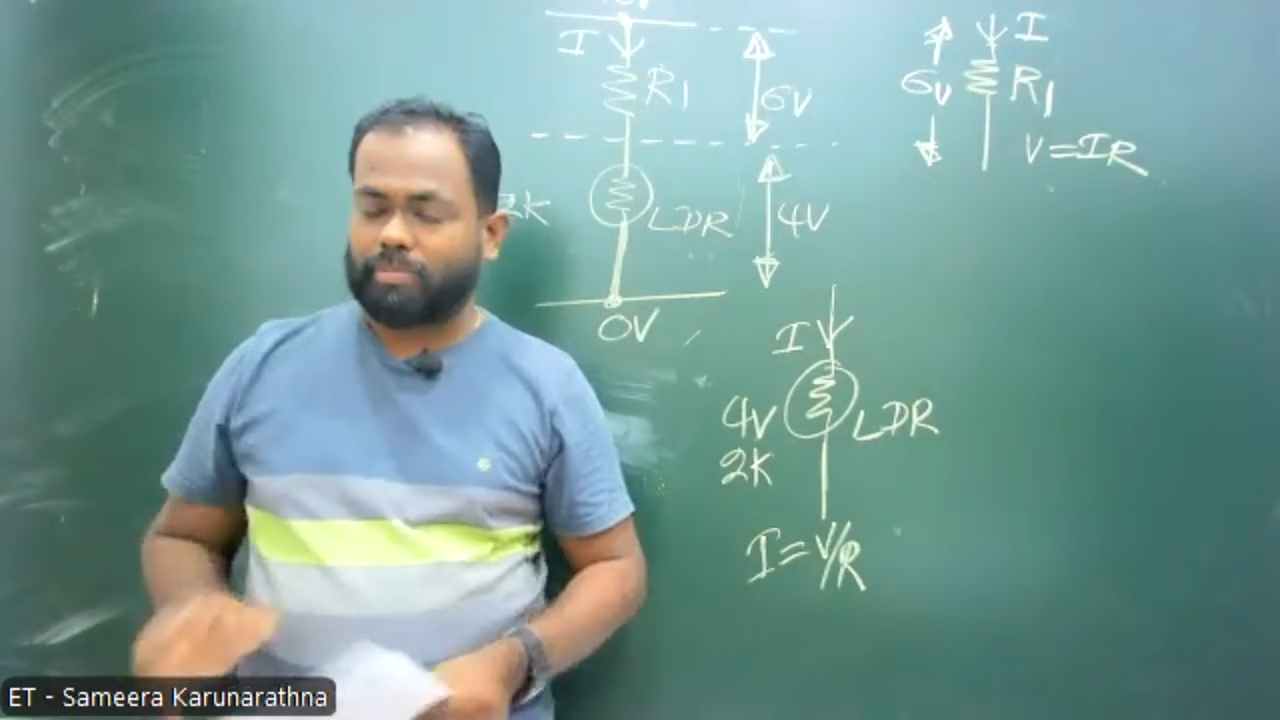 I
R1
6V
2K
LDR
4V
0V
6V
I
R1
V=IR
I
4V
2K
LDR
I=V/R
ET - Sameera Karunarathna